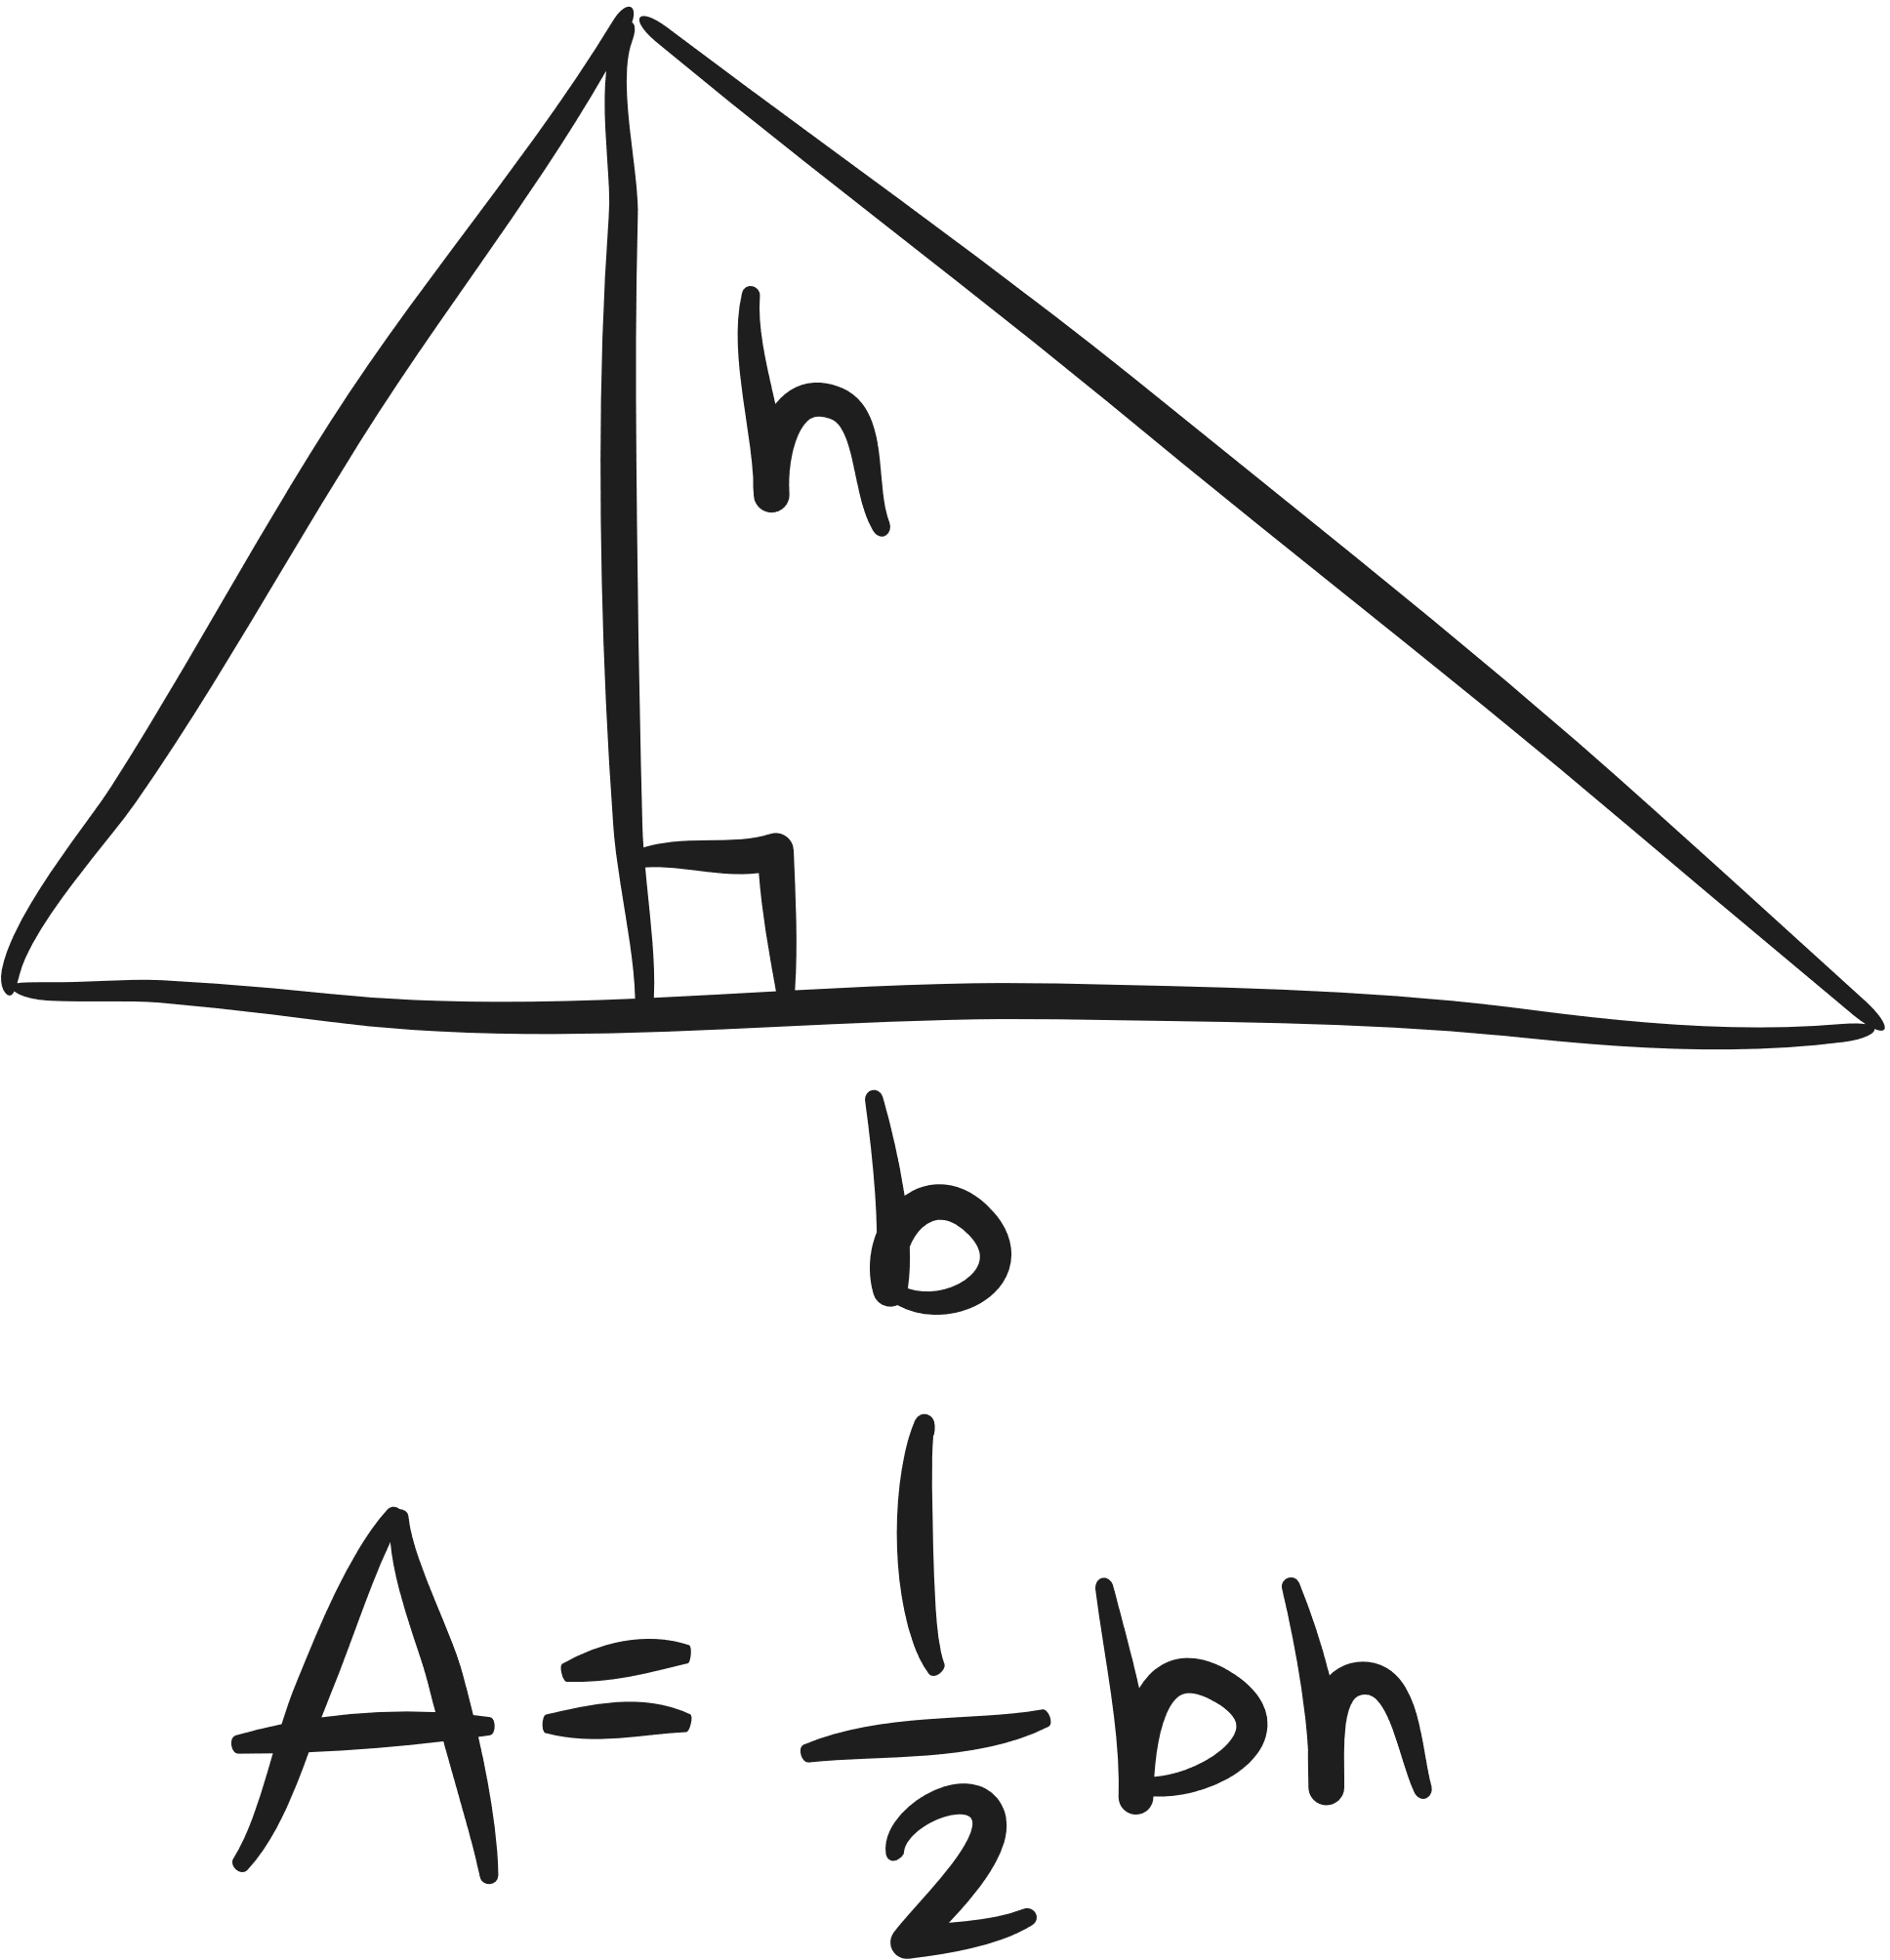 h
b
A = 1/2 bh